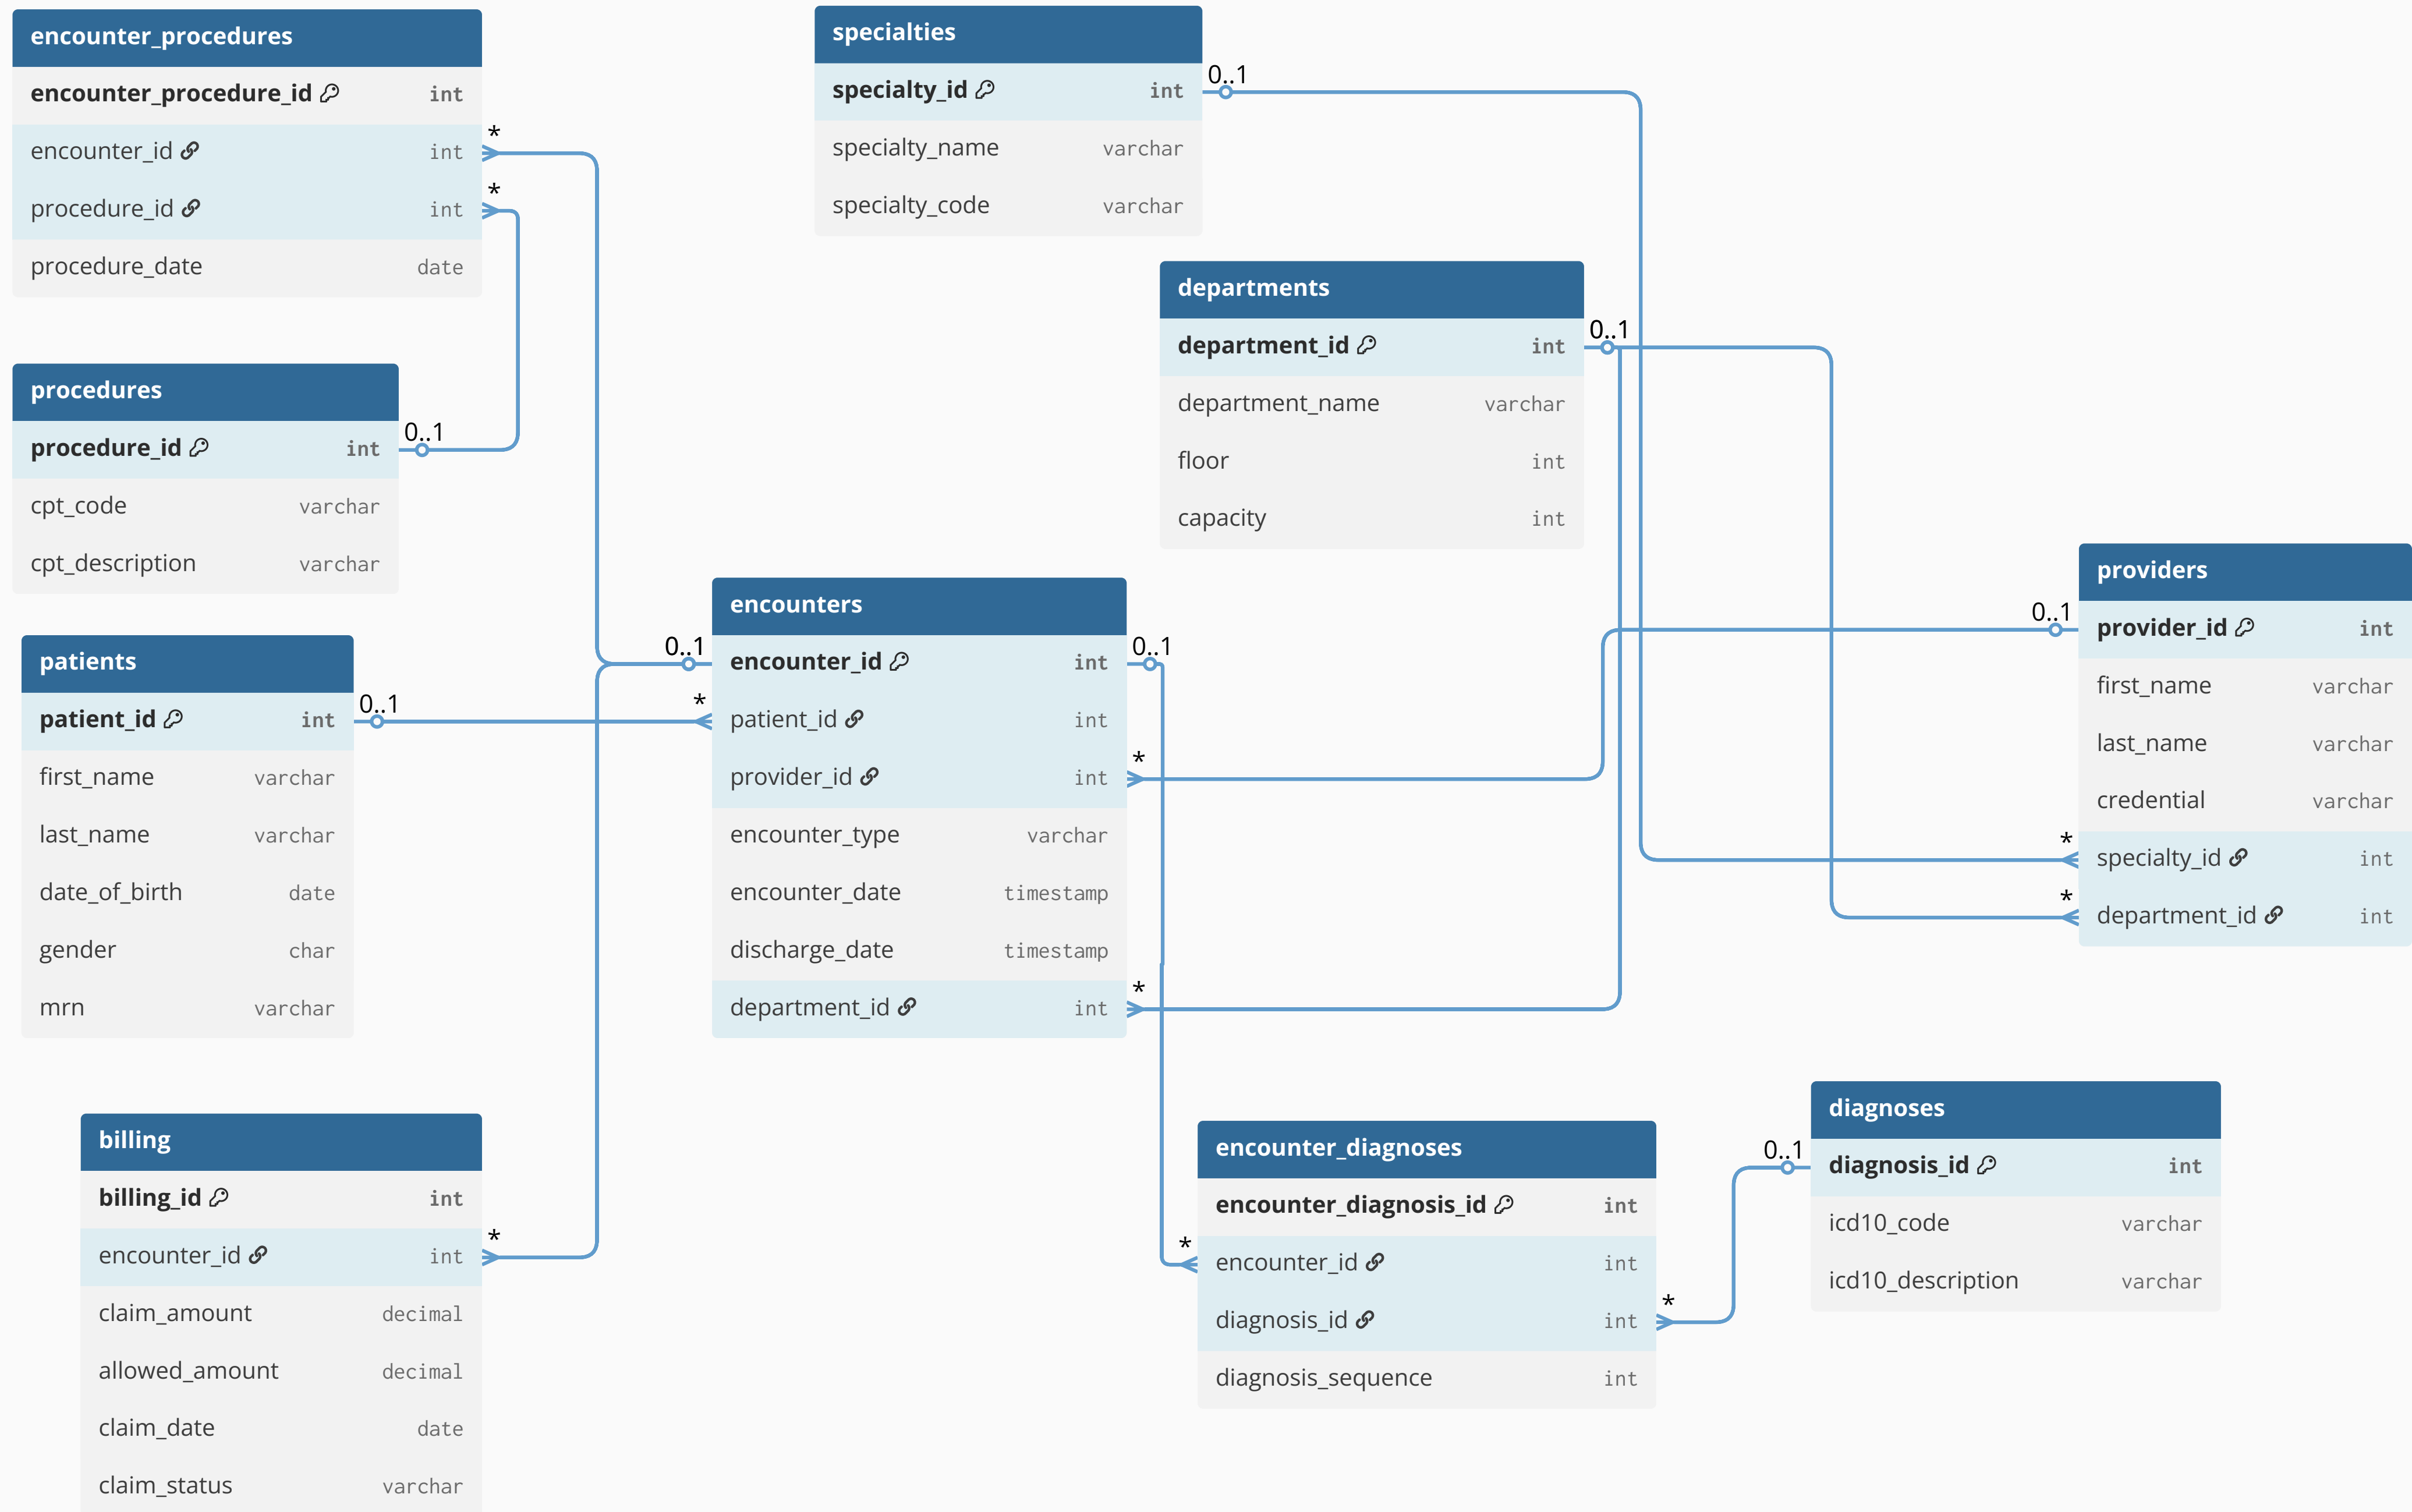 encounter_procedures
encounter_procedure_id int
*
encounter_id int
*
procedure_id int
procedure_date date
specialties
0..1
specialty_id int
specialty_name varchar
specialty_code varchar
departments
0..1
department_id int
department_name varchar
floor int
capacity int
procedures
0..1
procedure_id int
cpt_code varchar
cpt_description varchar
providers
0..1
provider_id int
first_name varchar
last_name varchar
credential varchar
*
specialty_id int
*
department_id int
encounters
0..1 0..1
encounter_id int
*
patient_id int
*
provider_id int
encounter_type varchar
encounter_date timestamp
discharge_date timestamp
*
department_id int
patients
0..1
patient_id int
first_name varchar
last_name varchar
date_of_birth date
gender char
mrn varchar
billing
billing_id int
*
encounter_id int
claim_amount decimal
allowed_amount decimal
claim_date date
claim_status varchar
encounter_diagnoses
encounter_diagnosis_id int
*
encounter_id int
*
diagnosis_id int
diagnosis_sequence int
diagnoses
0..1
diagnosis_id int
icd10_code varchar
icd10_description varchar